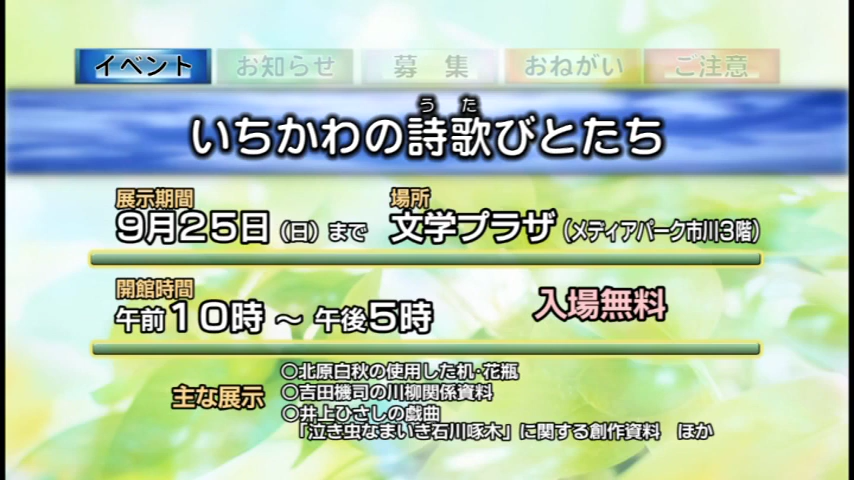 イベント お知らせ 募集 おねがい ご注意
うた
いちかわの詩歌びとたち
展示期間 場所
9月25日（日）まで 文学プラザ（メディアパーク市川3階）
開館時間
午前10時～午後5時 入場無料
主な展示
○北原白秋の使用した机・花瓶
○吉田機司の川柳関係資料
○井上ひさしの戯曲
「泣き虫なまいき石川啄木」に関する創作資料 ほか